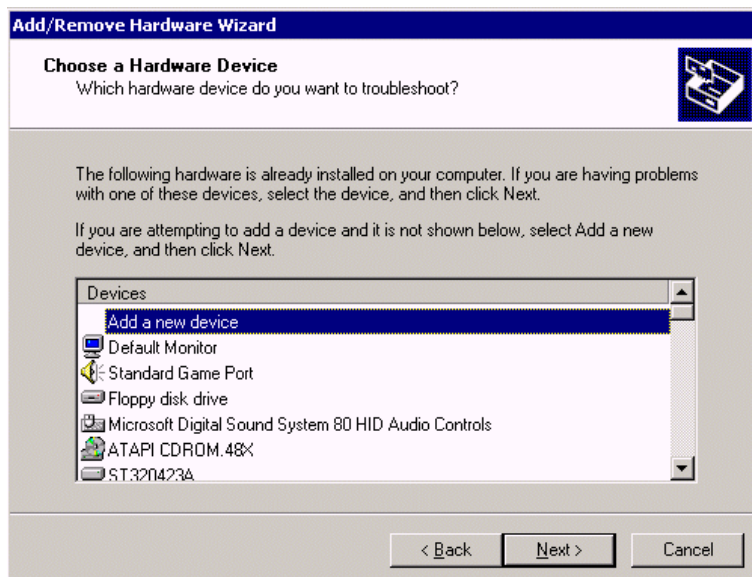 Add/Remove Hardware Wizard
Choose a Hardware Device
Which hardware device do you want to troubleshoot?
The following hardware is already installed on your computer. If you are having problems
with one of these devices, select the device, and then click Next.
If you are attempting to add a device and it is not shown below, select Add a new
device, and then click Next.
Devices
Add a new device
Default Monitor
Standard Game Port
Floppy disk drive
Microsoft Digital Sound System 80 HID Audio Controls
ATAPI CDROM.48X
ST320423A
< Back
Next >
Cancel